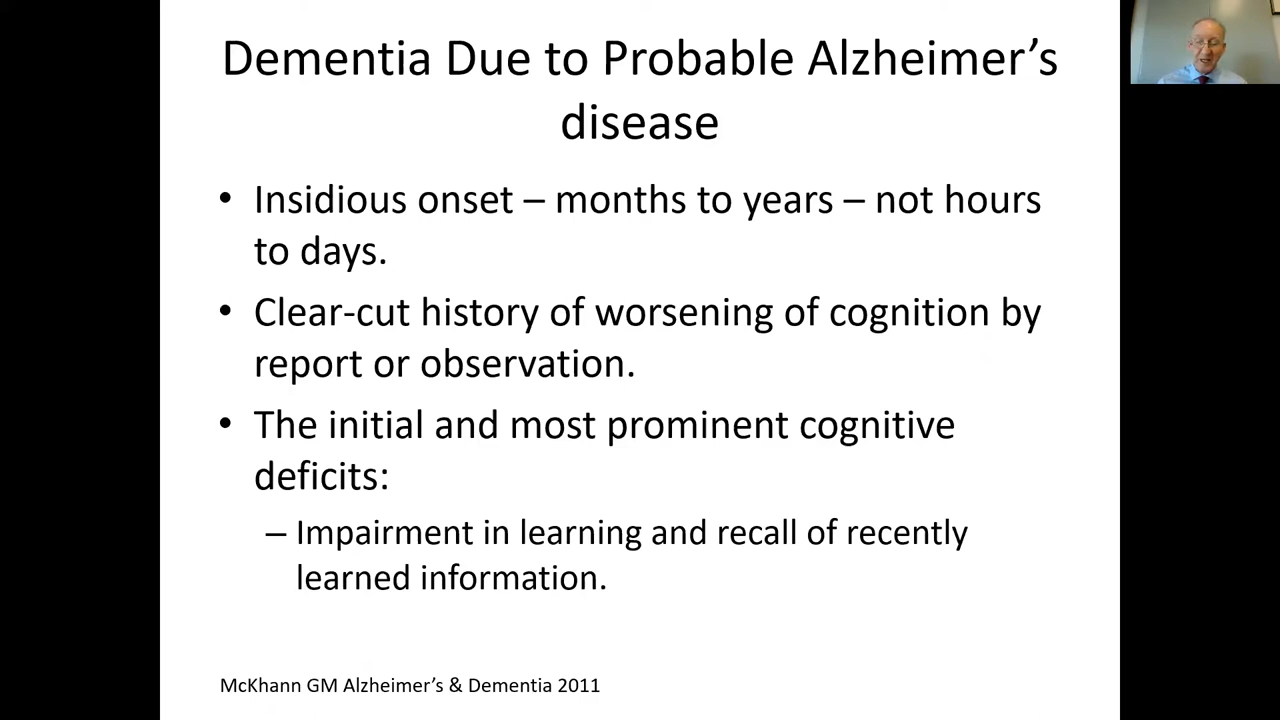 Dementia Due to Probable Alzheimer’s
disease
• Insidious onset – months to years – not hours
to days.
• Clear-cut history of worsening of cognition by
report or observation.
• The initial and most prominent cognitive
deficits:
– Impairment in learning and recall of recently
learned information.
McKhann GM Alzheimer’s & Dementia 2011